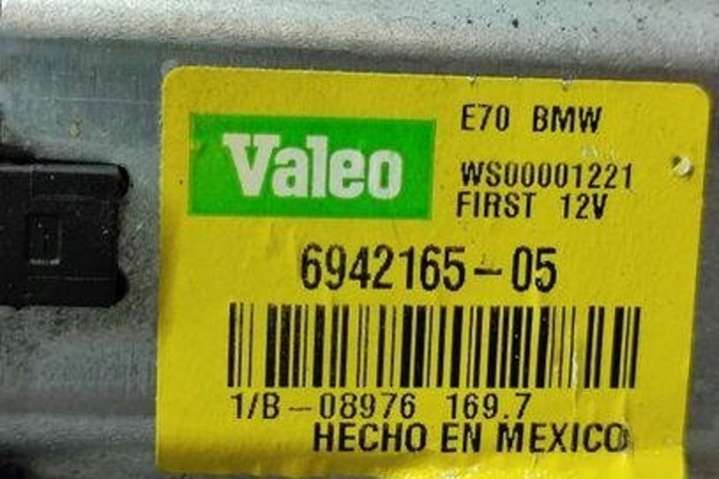 Valeo
E70 BMW
WS00001221
FIRST 12V
6942165-05
1/B-08976 169.7
HECHO EN MEXICO